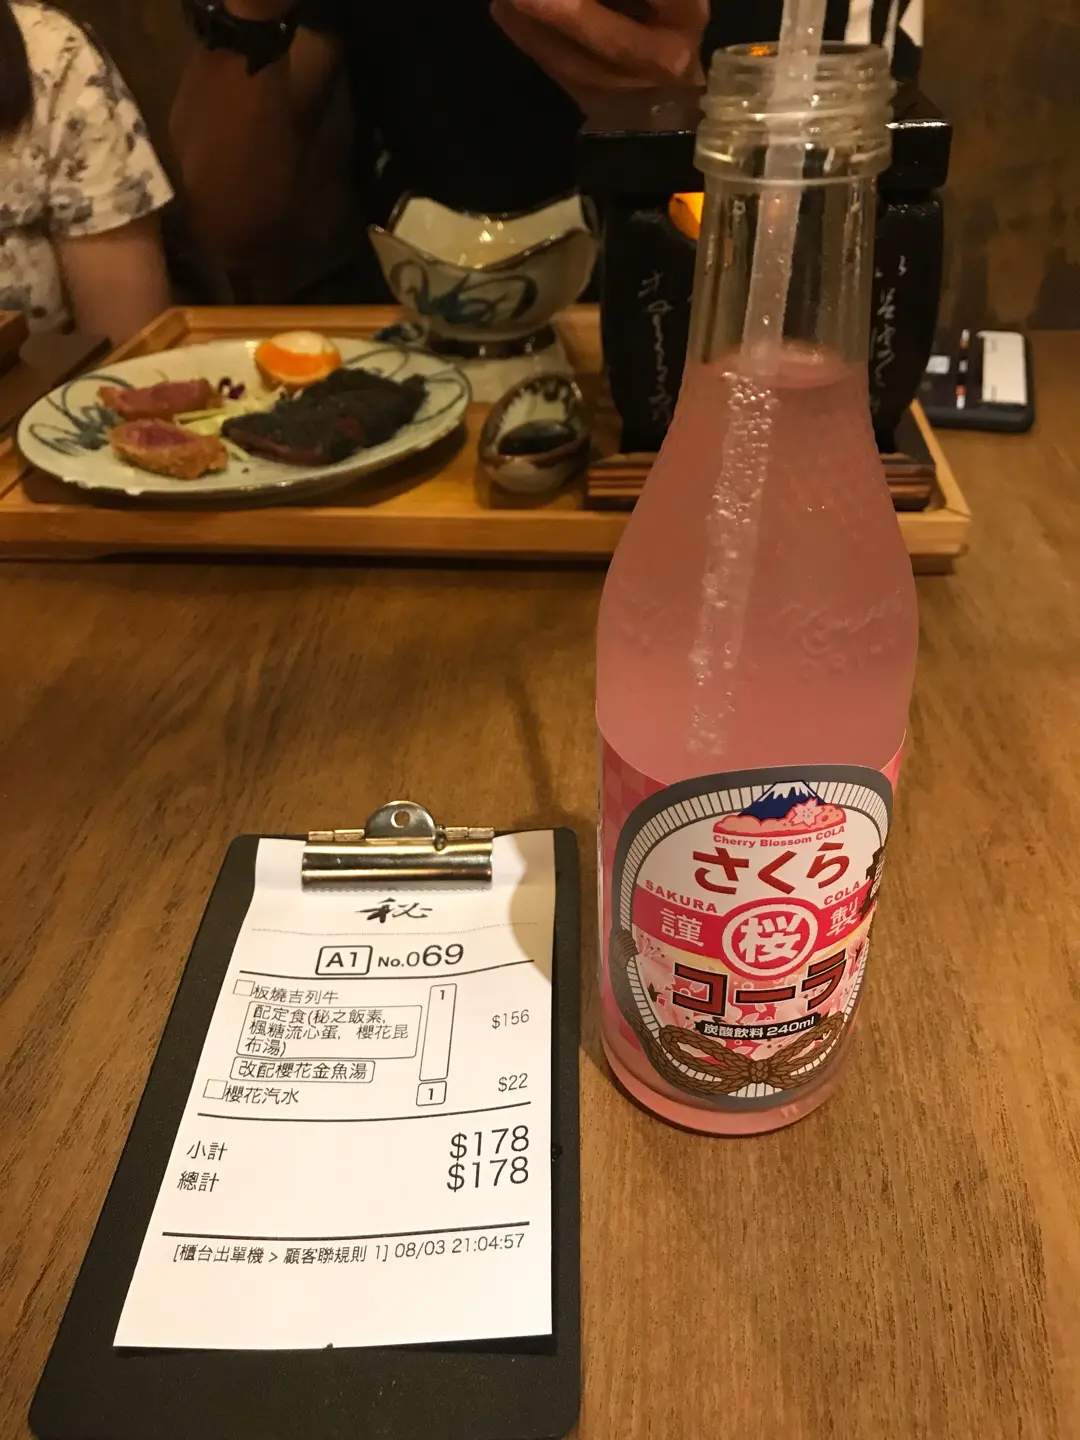 秘
A1 No.069
板燒吉列牛 1 $156
配定食(秘之飯素,
楓糖流心蛋, 櫻花昆
布湯)
改配櫻花金魚湯
櫻花汽水 1 $22
小計 $178
總計 $178
[櫃台出單機 > 顧客聯規則 1] 08/03 21:04:57
Cherry Blossom COLA
さくら
SAKURA COLA
謹 桜 製
コーラ
炭酸飲料 240ml